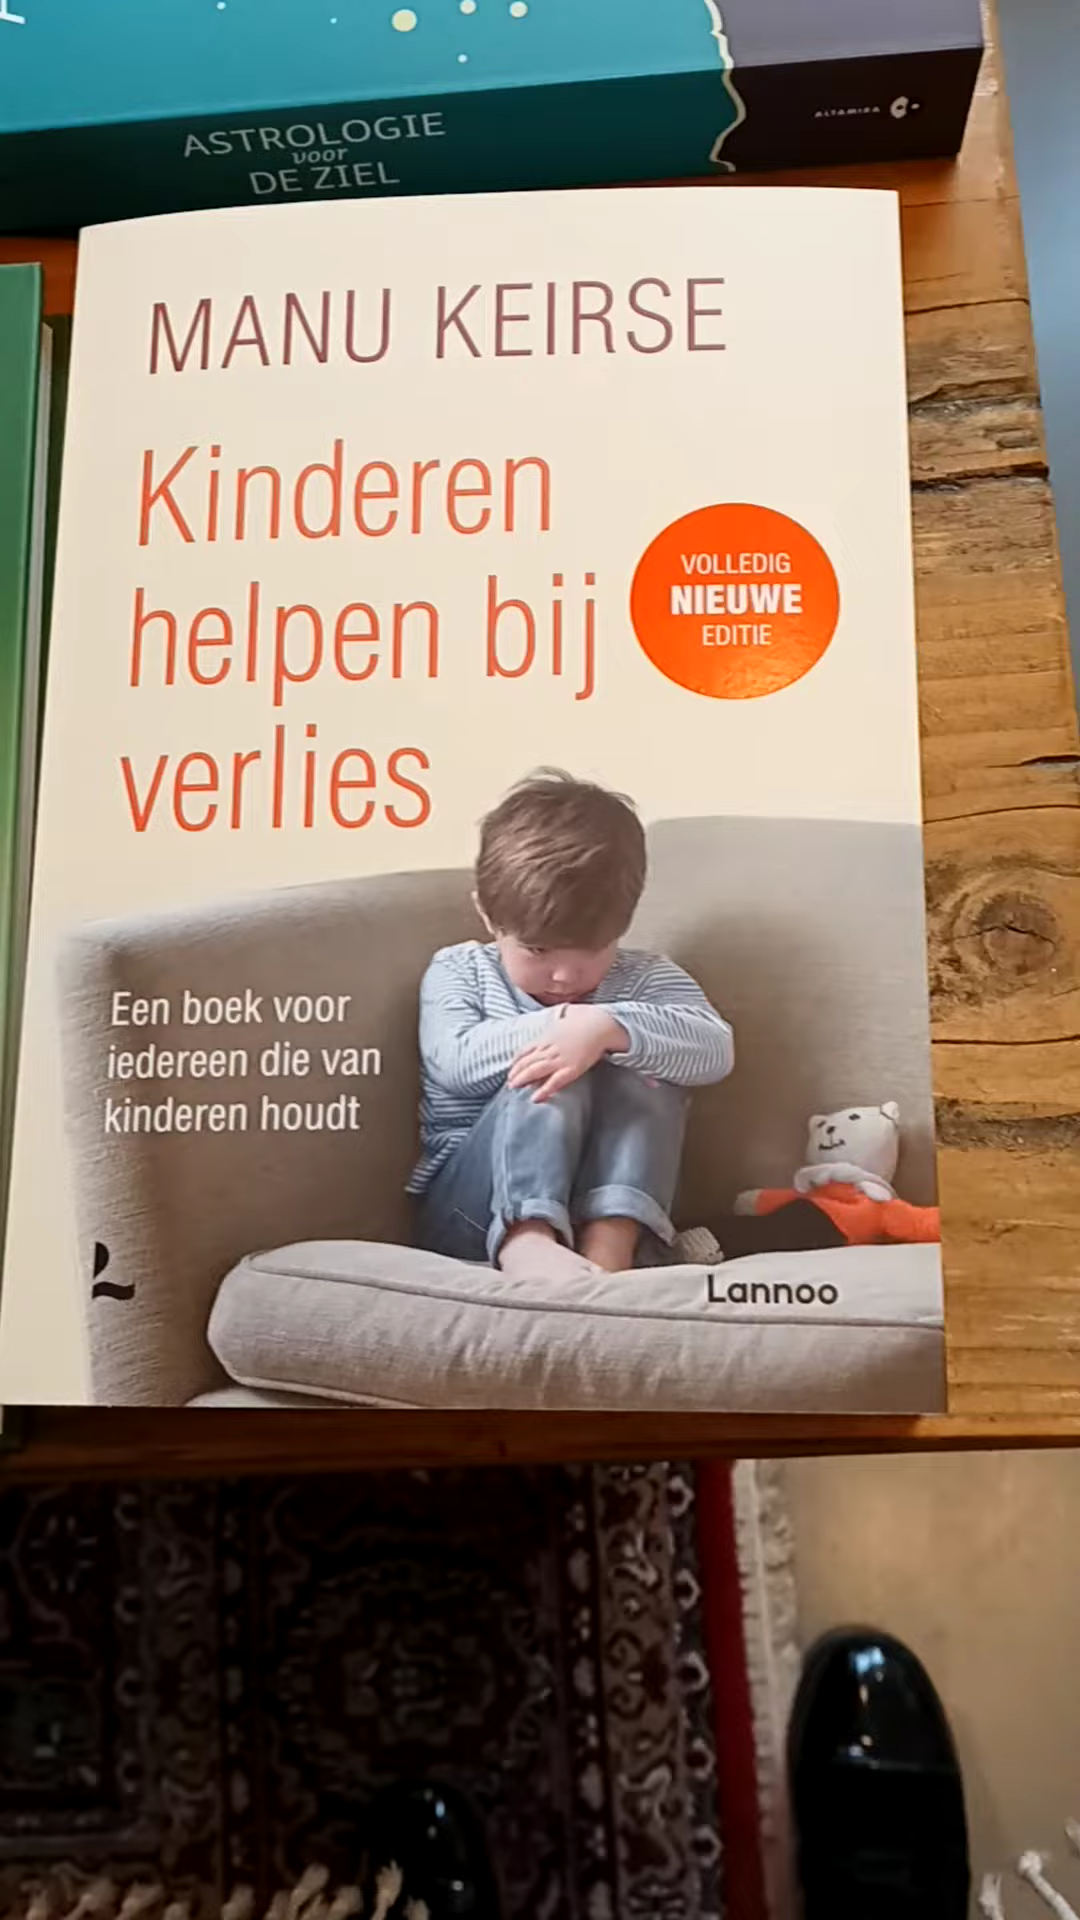 ASTROLOGIE
voor
DE ZIEL
ALTAMIRA
MANU KEIRSE
Kinderen
helpen bij
verlies
VOLLEDIG
NIEUWE
EDITIE
Een boek voor
iedereen die van
kinderen houdt
Lannoo